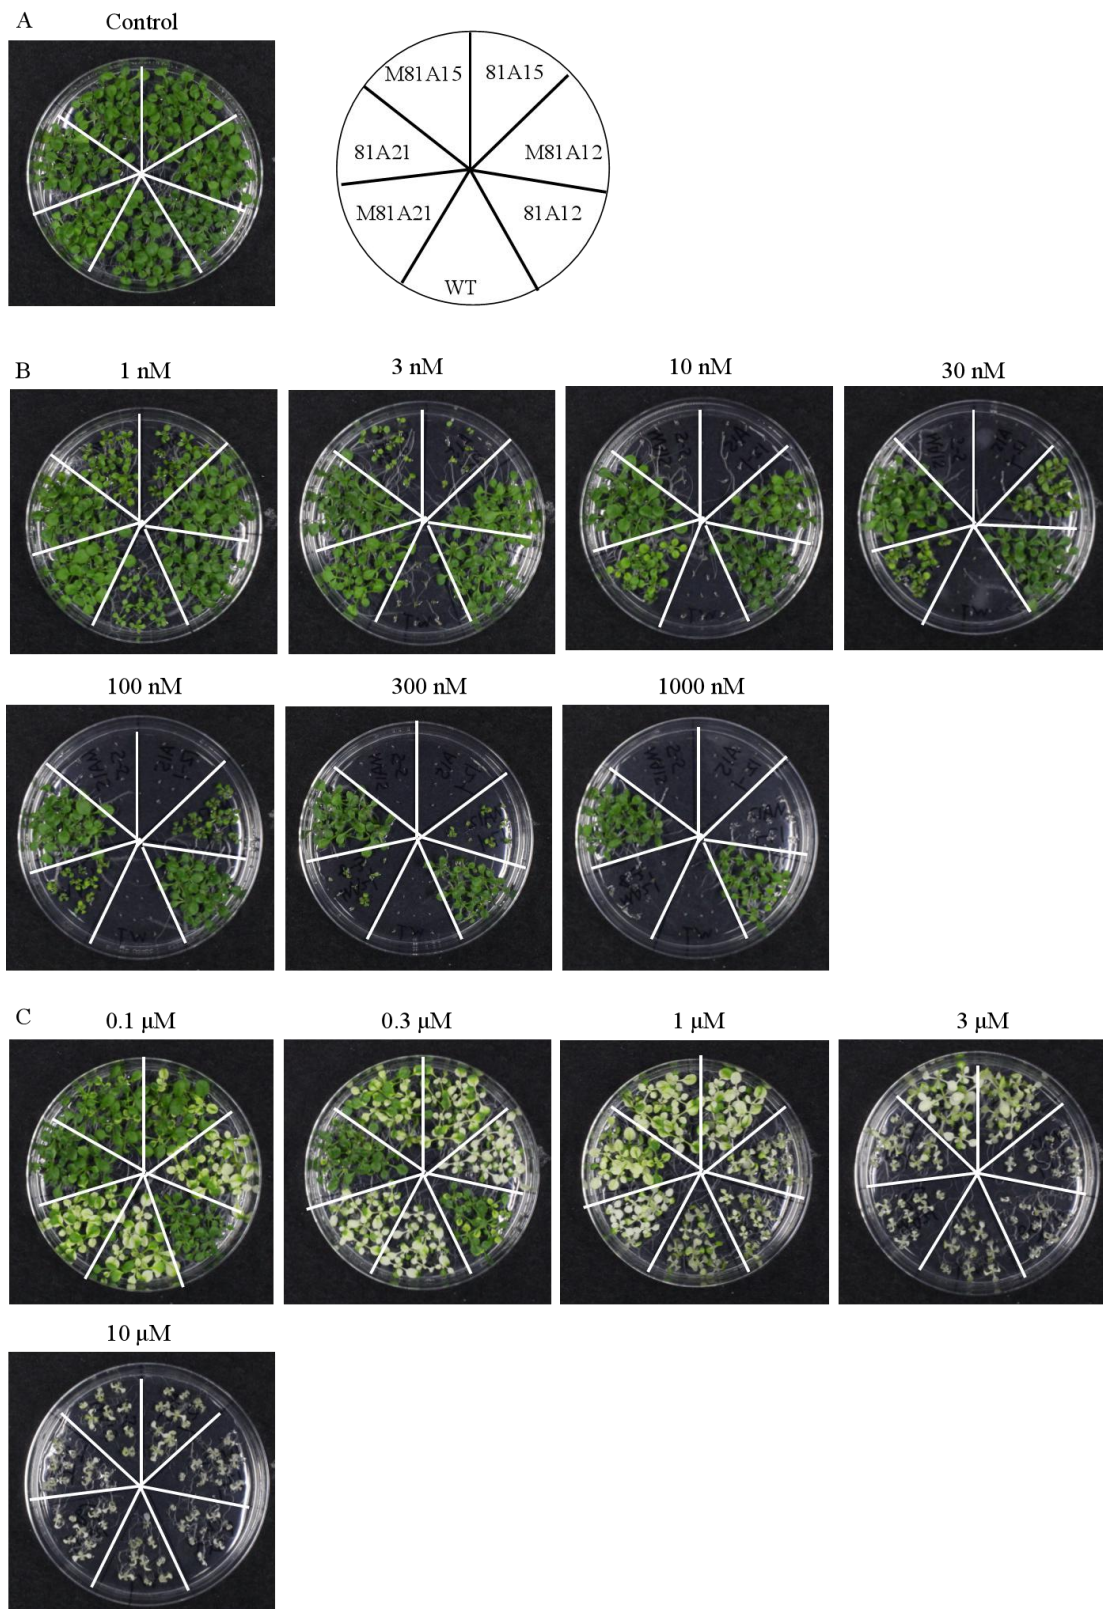 A
Control
M81A15
81A15
81A21
M81A12
M81A21
81A12
WT
B
1 nM
3 nM
10 nM
30 nM
100 nM
300 nM
1000 nM
C
0.1 μM
0.3 μM
1 μM
3 μM
10 μM